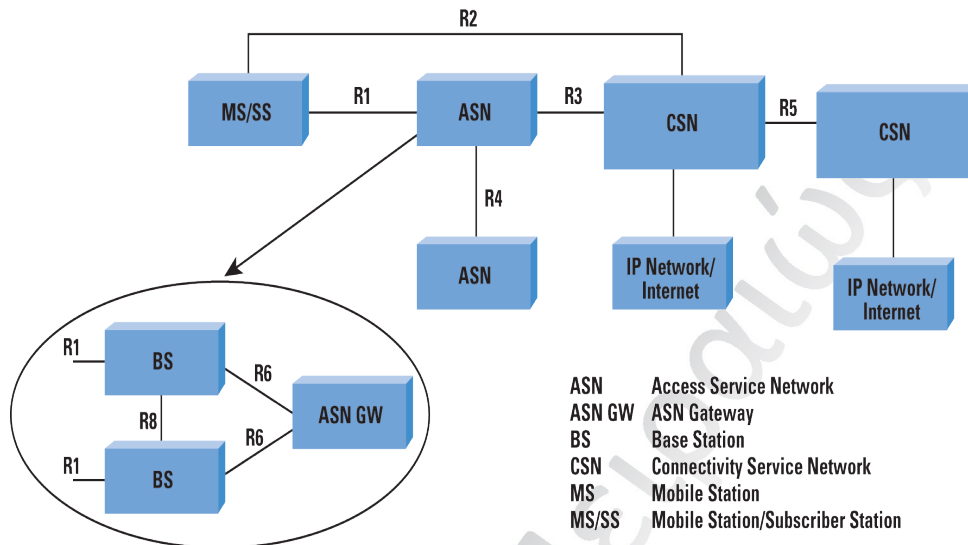 R2
MS/SS
R1
ASN
R3
CSN
R5
CSN
R4
ASN
IP Network/
Internet
IP Network/
Internet
R1
BS
R6
ASN GW
R8
R6
R1
BS
ASN Access Service Network
ASN GW ASN Gateway
BS Base Station
CSN Connectivity Service Network
MS Mobile Station
MS/SS Mobile Station/Subscriber Station